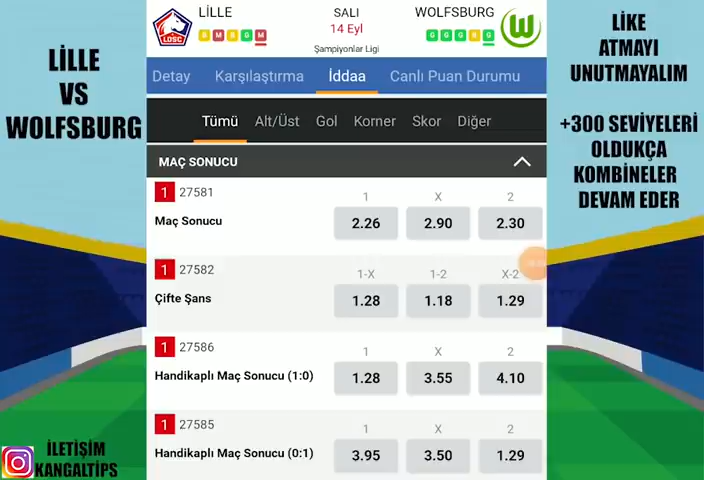 LİLLE
VS
WOLFSBURG
LİLLE
B M B G M
LOSC
SALI
14 Eyl
Şampiyonlar Ligi
WOLFSBURG
G G G B G
Detay Karşılaştırma İddaa Canlı Puan Durumu
Tümü Alt/Üst Gol Korner Skor Diğer
MAÇ SONUCU
1 27581
1 X 2
Maç Sonucu 2.26 2.90 2.30
1 27582
1-X 1-2 X-2
Çifte Şans 1.28 1.18 1.29
1 27586
1 X 2
Handikaplı Maç Sonucu (1:0) 1.28 3.55 4.10
1 27585
1 X 2
Handikaplı Maç Sonucu (0:1) 3.95 3.50 1.29
LİKE
ATMAYI
UNUTMAYALIM
+300 SEVİYELERİ
OLDUKÇA
KOMBİNELER
DEVAM EDER
İLETİŞİM
KANGALTİPS